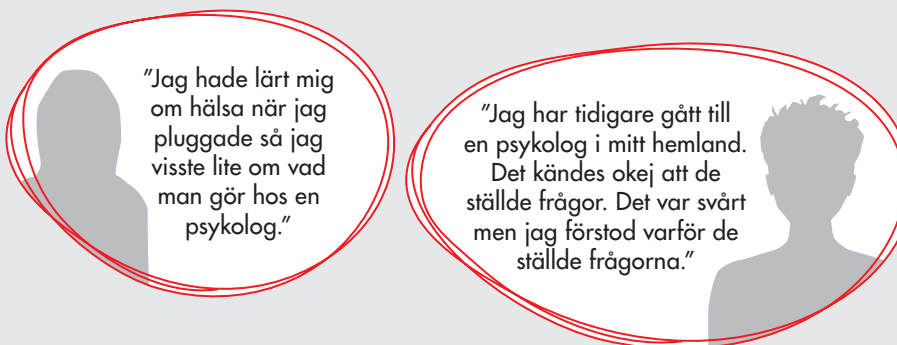 "Jag hade lärt mig
om hälsa när jag
pluggade så jag
visste lite om vad
man gör hos en
psykolog."
"Jag har tidigare gått till
en psykolog i mitt hemland.
Det kändes okej att de
ställde frågor. Det var svårt
men jag förstod varför de
ställde frågorna."